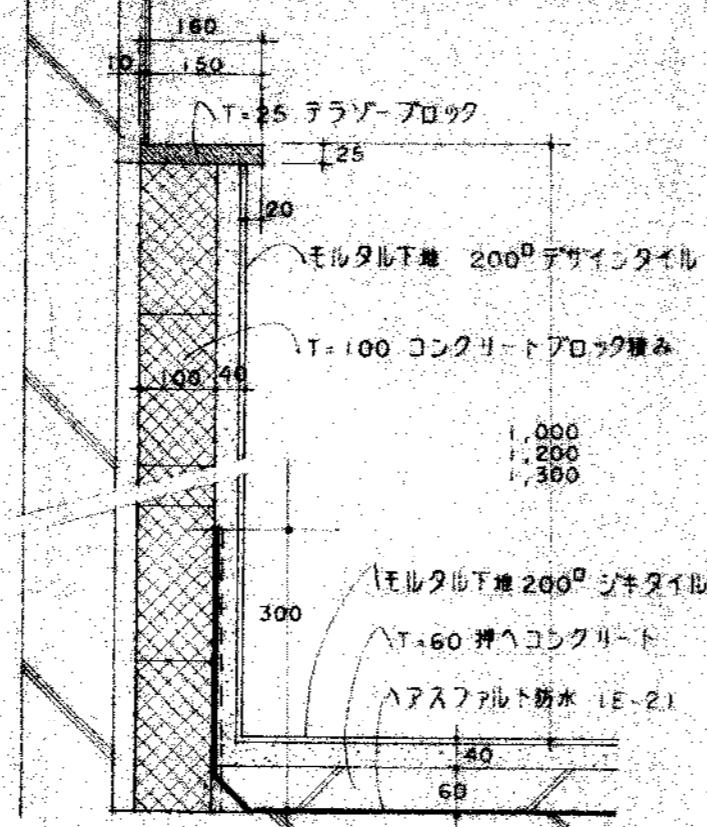 160
10 150
T=25 テラゾーブロック
25
20
モルタル下地 200□ デザインタイル
T=100 コンクリートブロック積み
100 40
1,000
1,200
1,300
モルタル下地 200□ ジキタイル
300
T=60 押ヘコンクリート
アスファルト防水 (E-2)
40
60